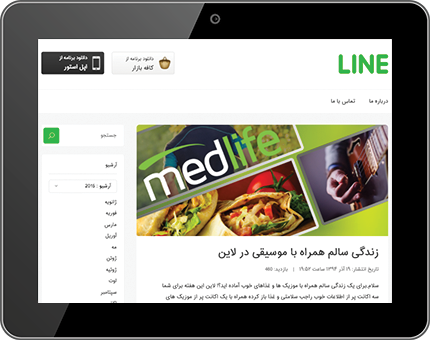 LINE
دانلود برنامه از
کافه بازار
دانلود برنامه از
اپل استور
درباره ما
تماس با ما
medlife
زندگی سالم همراه با موسیقی در لاین
تاریخ انتشار: ۱۹ آذر ۱۳۹۴ ساعت ۱۹:۵۲ | بازدید: 485
سلام.برای یک زندگی سالم همراه با موزیک ها و غذاهای خوب آماده اید؟! لاین این هفته برای شما
سه اکانت پر از اطلاعات خوب راجب سلامتی و غذا باز کرده همراه با یک اکانت پر از موزیک های
جستجو
آرشیو
آرشیو : 2016
ژانویه
فوریه
مارس
آوریل
مه
ژوئن
ژوئیه
اوت
سپتامبر